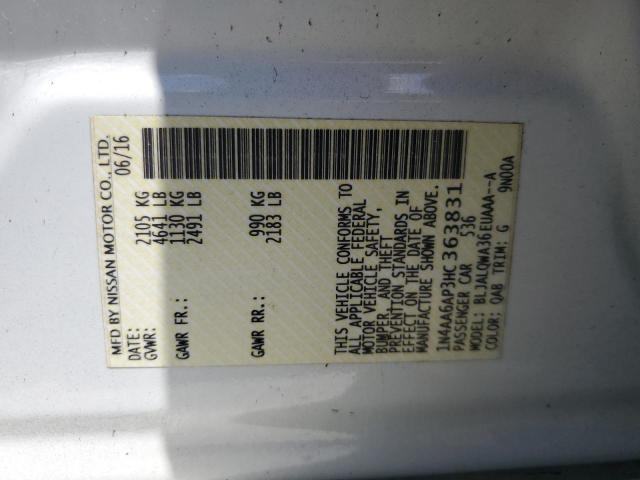 MFD BY NISSAN MOTOR CO., LTD.
DATE: 06/16
GVWR: 2105 KG
4641 LB
GAWR FR.: 1130 KG
2491 LB
GAWR RR.: 990 KG
2183 LB
THIS VEHICLE CONFORMS TO
ALL APPLICABLE FEDERAL
MOTOR VEHICLE SAFETY,
BUMPER, AND THEFT
PREVENTION STANDARDS IN
EFFECT ON THE DATE OF
MANUFACTURE SHOWN ABOVE.
1N4AA6AP3HC363831
PASSENGER CAR 536
MODEL: BLJALQWA36EUAAA--A
COLOR: QAB TRIM: G 9N00A